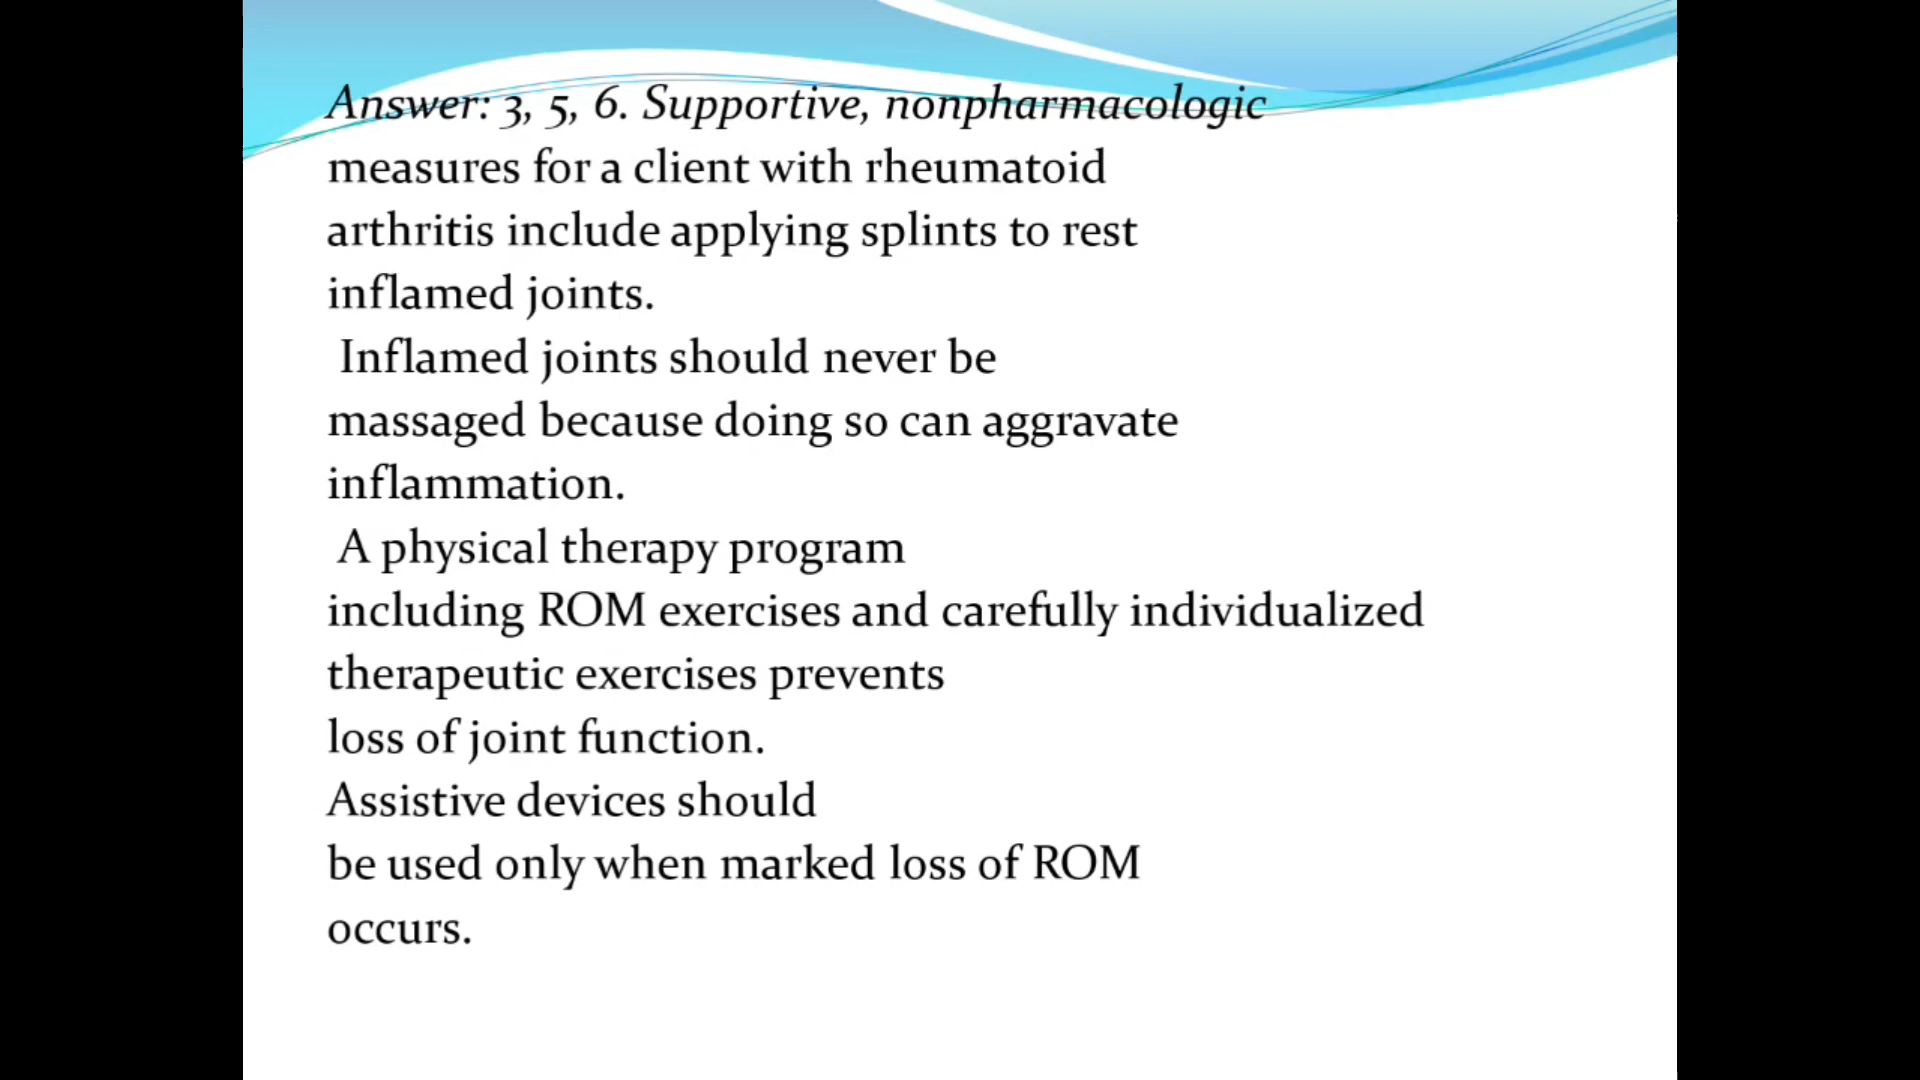 Answer: 3, 5, 6. Supportive, nonpharmacologic
measures for a client with rheumatoid
arthritis include applying splints to rest
inflamed joints.
Inflamed joints should never be
massaged because doing so can aggravate
inflammation.
A physical therapy program
including ROM exercises and carefully individualized
therapeutic exercises prevents
loss of joint function.
Assistive devices should
be used only when marked loss of ROM
occurs.